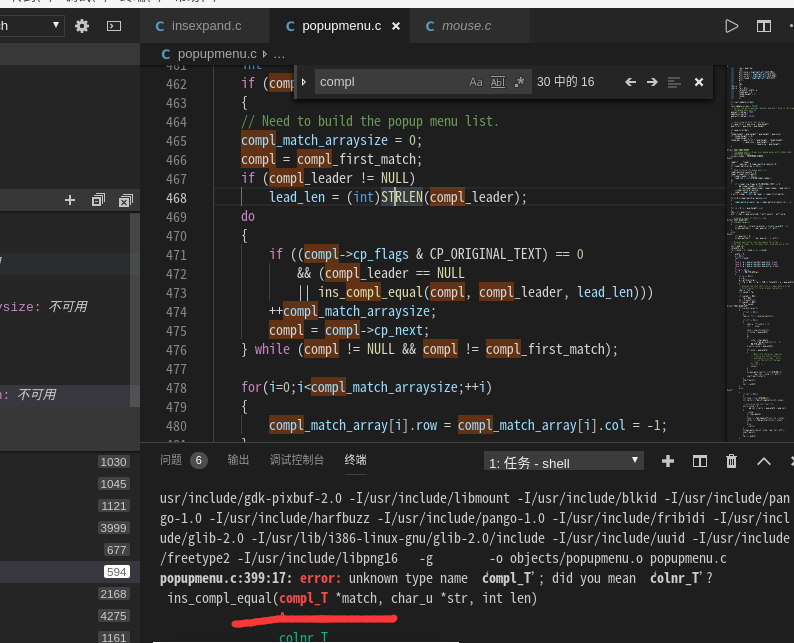 insexpand.c
popupmenu.c ×
mouse.c
popupmenu.c › …
compl
Aa Abl .* 30 中的 16
462 if (comp
463 {
464 // Need to build the popup menu list.
465 compl_match_arraysize = 0;
466 compl = compl_first_match;
467 if (compl_leader != NULL)
468 lead_len = (int)STRLEN(compl_leader);
469 do
470 {
471 if ((compl->cp_flags & CP_ORIGINAL_TEXT) == 0
472 && (compl_leader == NULL
473 || ins_compl_equal(compl, compl_leader, lead_len)))
474 ++compl_match_arraysize;
475 compl = compl->cp_next;
476 } while (compl != NULL && compl != compl_first_match);
477
478 for(i=0;i<compl_match_arraysize;++i)
479 {
480 compl_match_array[i].row = compl_match_array[i].col = -1;
ysize: 不可用
: 不可用
1030
1045
1121
3999
677
594
2168
4275
1161
问题 6 输出 调试控制台 终端
1: 任务 - shell
usr/include/gdk-pixbuf-2.0 -I/usr/include/libmount -I/usr/include/blkid -I/usr/include/pan
go-1.0 -I/usr/include/harfbuzz -I/usr/include/pango-1.0 -I/usr/include/fribidi -I/usr/incl
ude/glib-2.0 -I/usr/lib/i386-linux-gnu/glib-2.0/include -I/usr/include/uuid -I/usr/include
/freetype2 -I/usr/include/libpng16 -g -o objects/popupmenu.o popupmenu.c
popupmenu.c:399:17: error: unknown type name ‘compl_T’; did you mean ‘colnr_T’?
ins_compl_equal(compl_T *match, char_u *str, int len)
colnr_T